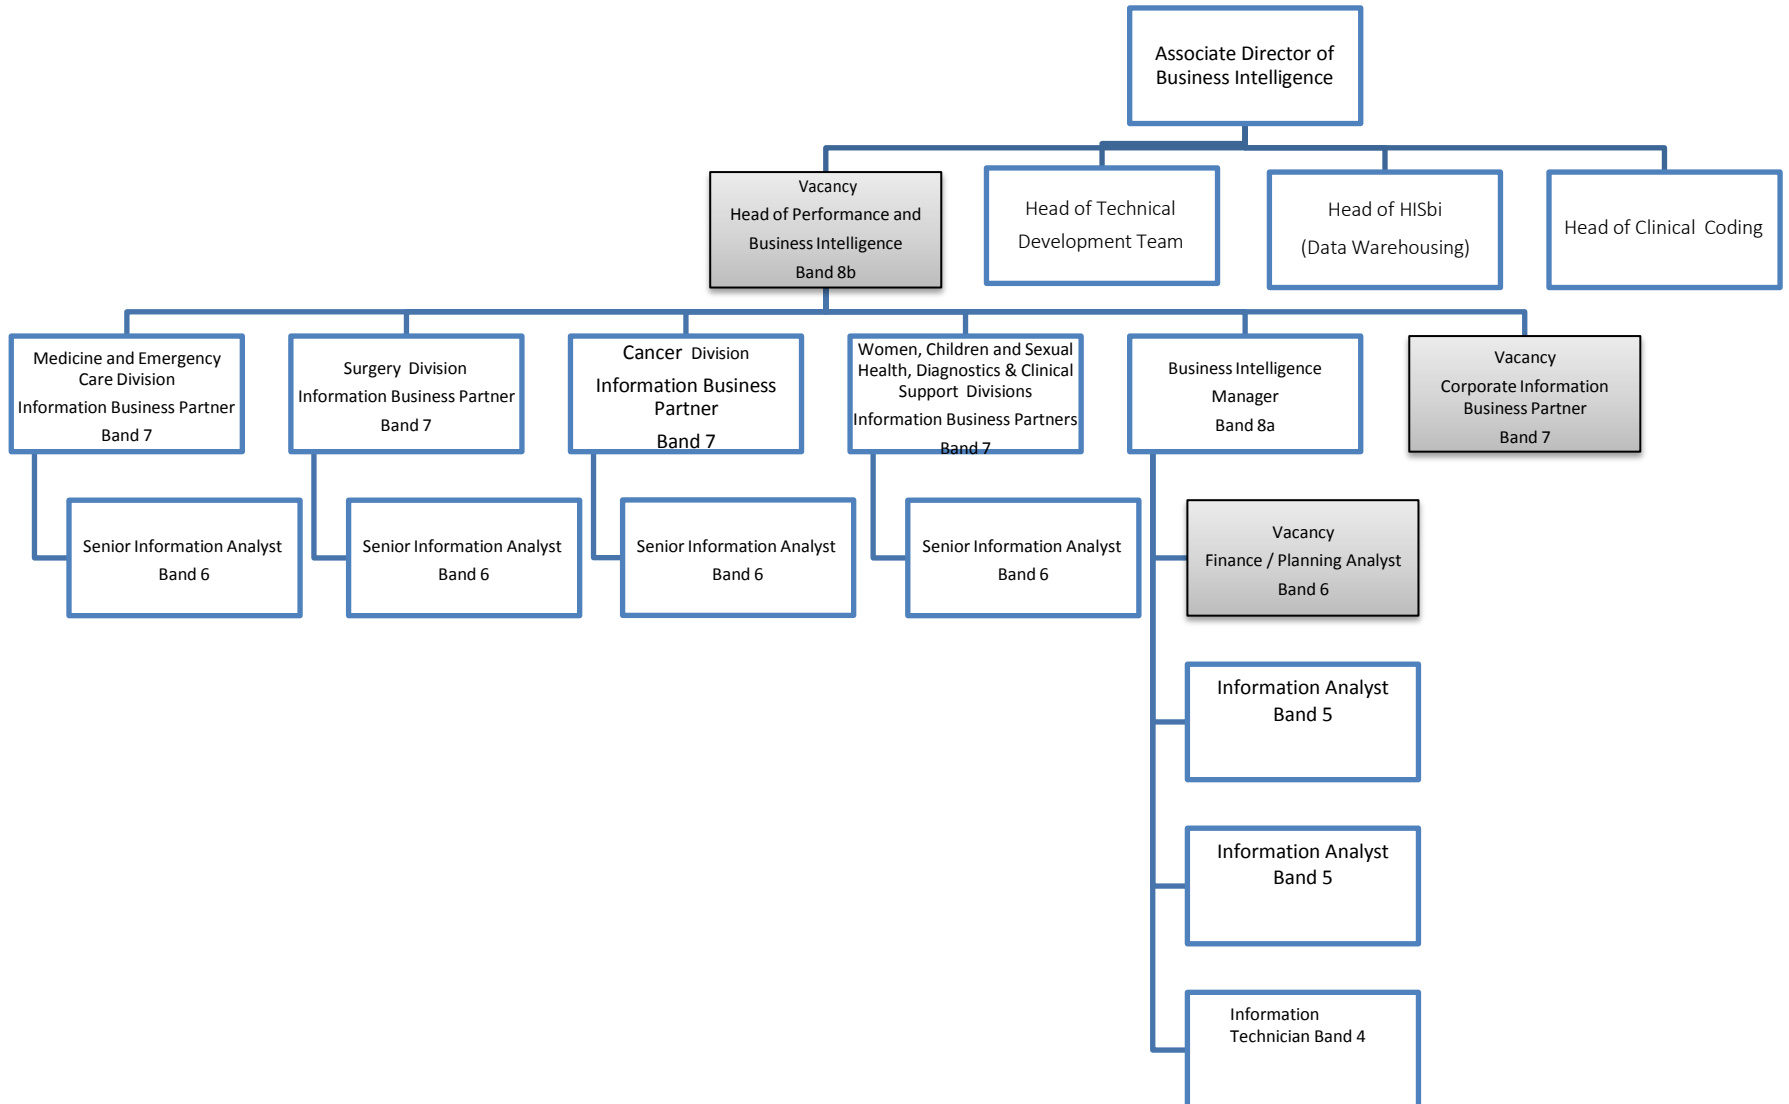 Associate Director of
Business Intelligence
Vacancy
Head of Performance and
Business Intelligence
Band 8b
Head of Technical
Development Team
Head of HISbi
(Data Warehousing)
Head of Clinical Coding
Medicine and Emergency
Care Division
Information Business Partner
Band 7
Surgery Division
Information Business Partner
Band 7
Cancer Division
Information Business
Partner
Band 7
Women, Children and Sexual
Health, Diagnostics & Clinical
Support Divisions
Information Business Partners
Band 7
Business Intelligence
Manager
Band 8a
Vacancy
Corporate Information
Business Partner
Band 7
Senior Information Analyst
Band 6
Senior Information Analyst
Band 6
Senior Information Analyst
Band 6
Senior Information Analyst
Band 6
Vacancy
Finance / Planning Analyst
Band 6
Information Analyst
Band 5
Information Analyst
Band 5
Information
Technician Band 4